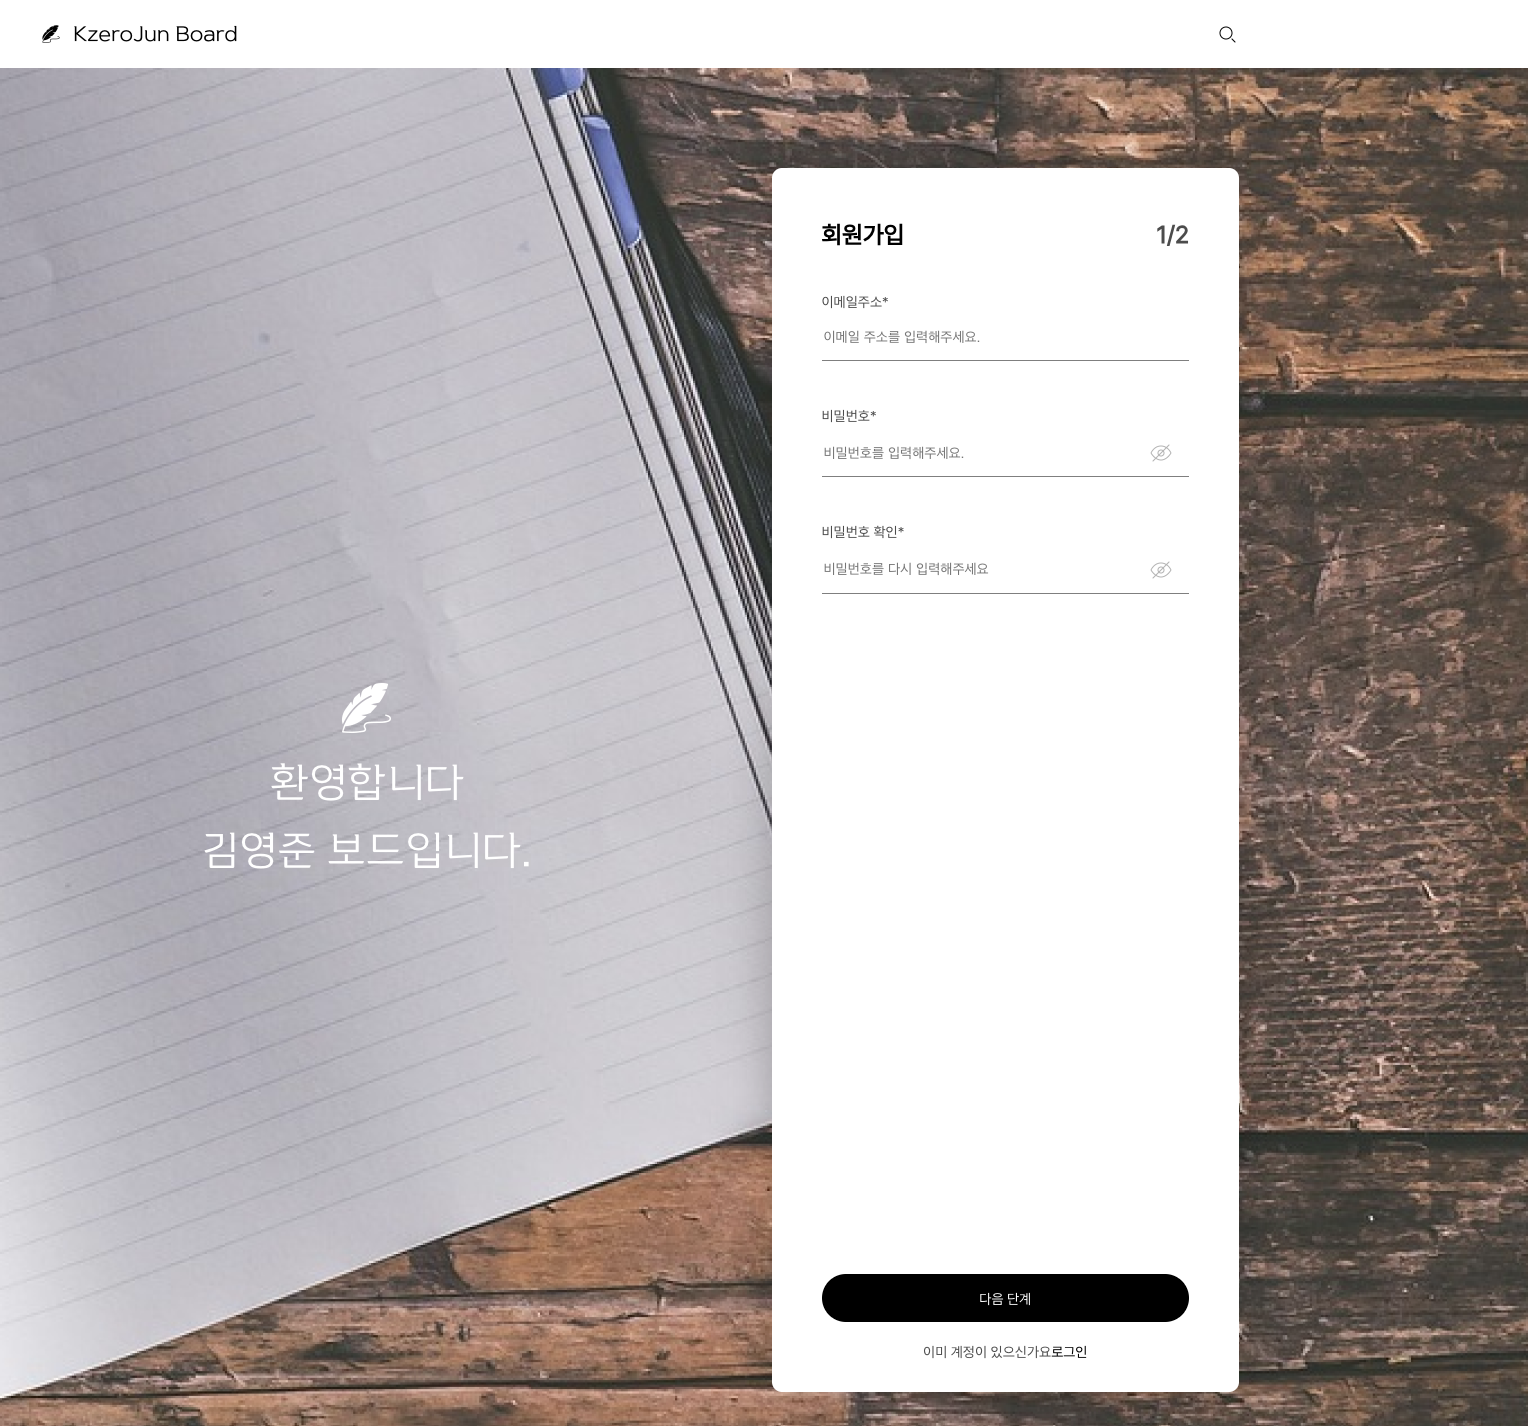 KzeroJun Board
회원가입 1/2
이메일주소*
이메일 주소를 입력해주세요.
비밀번호*
비밀번호를 입력해주세요.
비밀번호 확인*
비밀번호를 다시 입력해주세요
환영합니다
김영준 보드입니다.
다음 단계
이미 계정이 있으신가요로그인